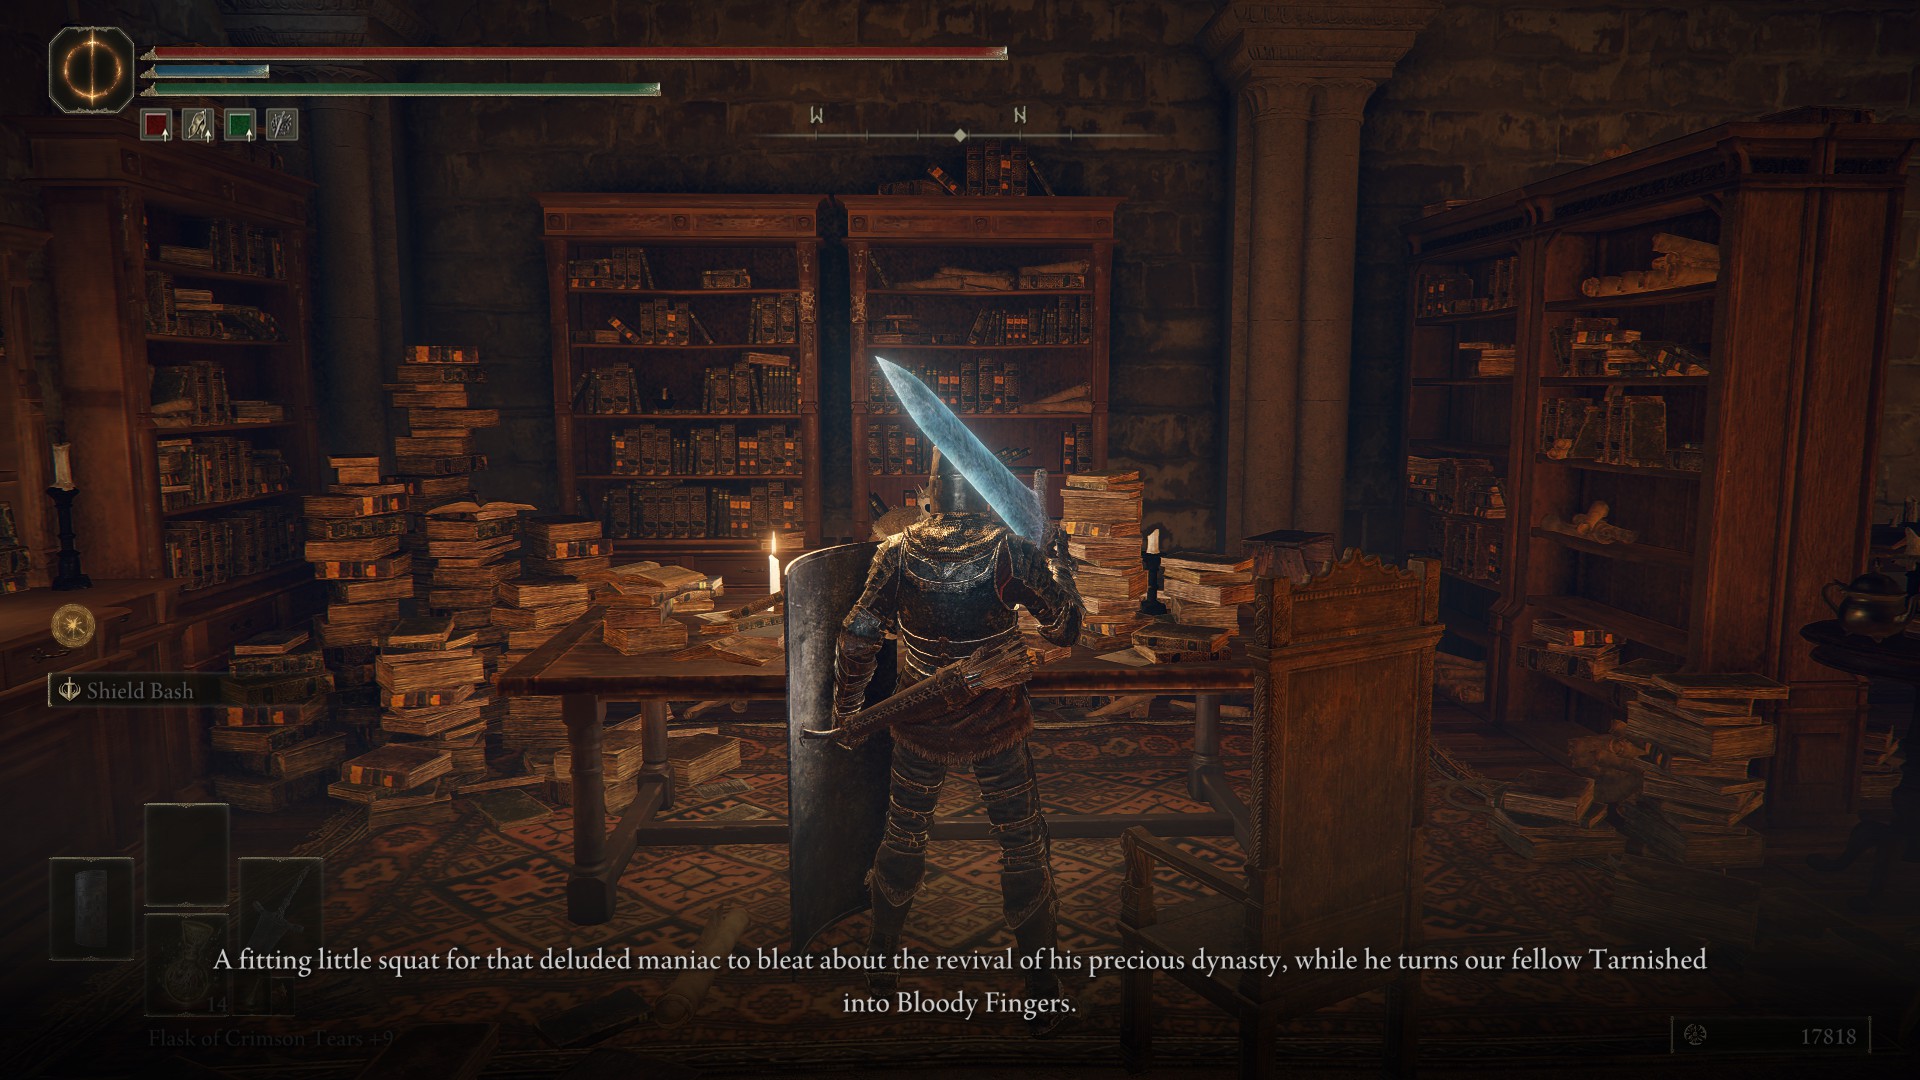 W N
Shield Bash
A fitting little squat for that deluded maniac to bleat about the revival of his precious dynasty, while he turns our fellow Tarnished
into Bloody Fingers.
14
Flask of Crimson Tears +9
17818